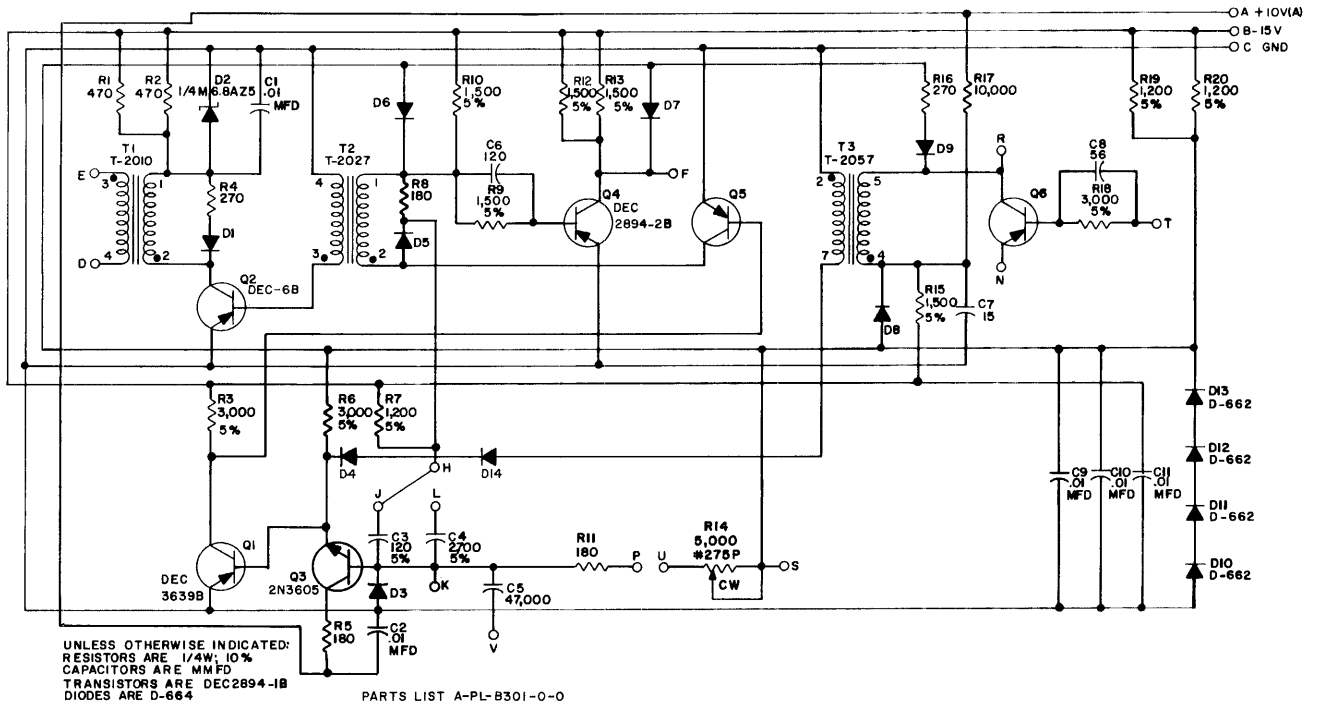 A +10V(A)
B-15V
C GND
R1
470
R2
470
D2
1/4M6.8AZ5
C1
.01
MFD
D6
R10
1,500
5%
R12
1,500
5%
R13
1,500
5%
D7
R16
270
R17
10,000
R19
1,200
5%
R20
1,200
5%
T1
T-2010
E
3
1
D
4
2
R4
270
D1
T2
T-2027
4
1
3
2
R8
180
D5
C6
120
R9
1,500
5%
Q4
DEC
2894-2B
F
Q5
T3
T-2057
2
5
7
4
D9
R
Q6
N
C8
56
R18
3,000
5%
T
Q2
DEC-6B
D8
R15
1,500
5%
C7
15
R3
3,000
5%
R6
3,000
5%
R7
1,200
5%
D4
H
D14
J
L
D13
D-662
D12
D-662
D11
D-662
D10
D-662
C9
.01
MFD
C10
.01
MFD
C11
.01
MFD
Q1
DEC
3639B
Q3
2N3605
C3
120
5%
C4
2700
5%
K
D3
R5
180
C2
.01
MFD
C5
47,000
V
R11
180
P
U
R14
5,000
#275P
CW
S
UNLESS OTHERWISE INDICATED:
RESISTORS ARE 1/4W; 10%
CAPACITORS ARE MMFD
TRANSISTORS ARE DEC2894-1B
DIODES ARE D-664
PARTS LIST A-PL-B301-0-0